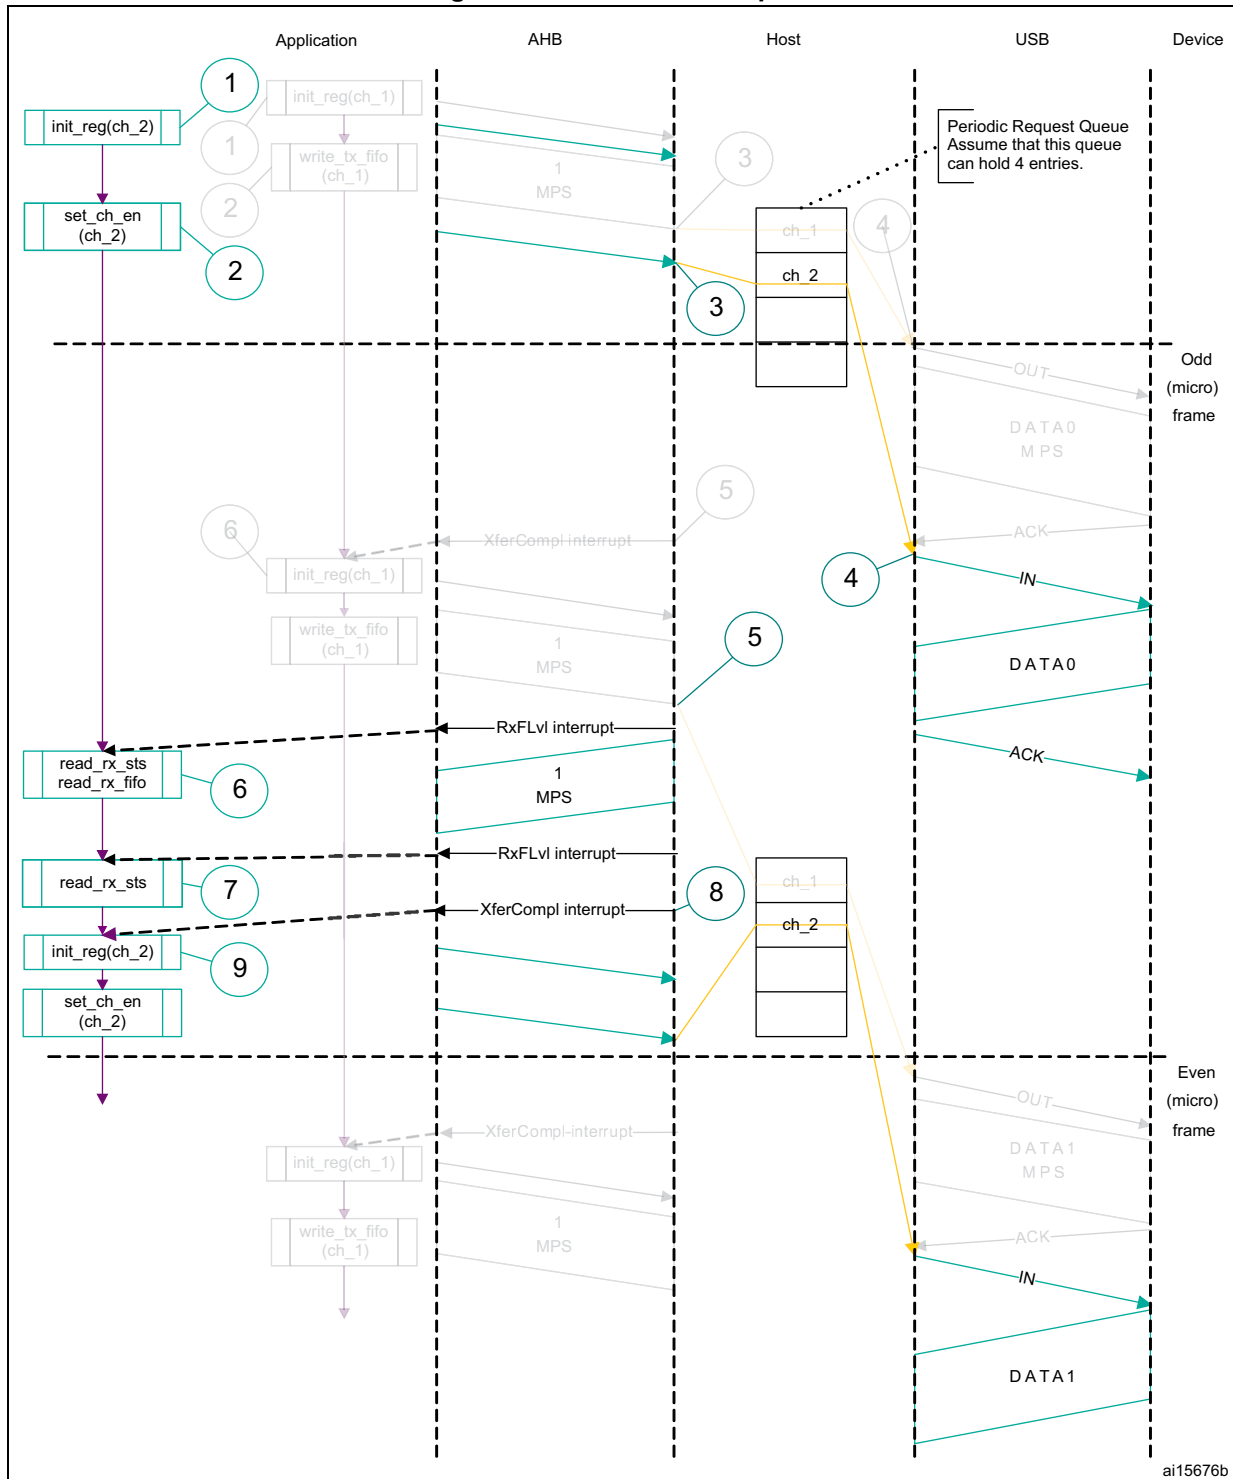 Application
AHB
Host
USB
Device
1
init_reg(ch_1)
init_reg(ch_2)
1
write_tx_fifo
(ch_1)
2
1
MPS
3
Periodic Request Queue
Assume that this queue
can hold 4 entries.
set_ch_en
(ch_2)
2
ch_1
4
ch_2
3
Odd
(micro)
frame
OUT
DATA0
MPS
ACK
5
6
XferCompl interrupt
init_reg(ch_1)
4
IN
write_tx_fifo
(ch_1)
1
MPS
5
DATA0
RxFLvl interrupt
ACK
read_rx_sts
read_rx_fifo
6
1
MPS
RxFLvl interrupt
read_rx_sts
7
XferCompl interrupt
8
ch_1
ch_2
init_reg(ch_2)
9
set_ch_en
(ch_2)
Even
(micro)
frame
OUT
XferCompl-interrupt
init_reg(ch_1)
DATA1
MPS
write_tx_fifo
(ch_1)
1
MPS
ACK
IN
DATA1
ai15676b